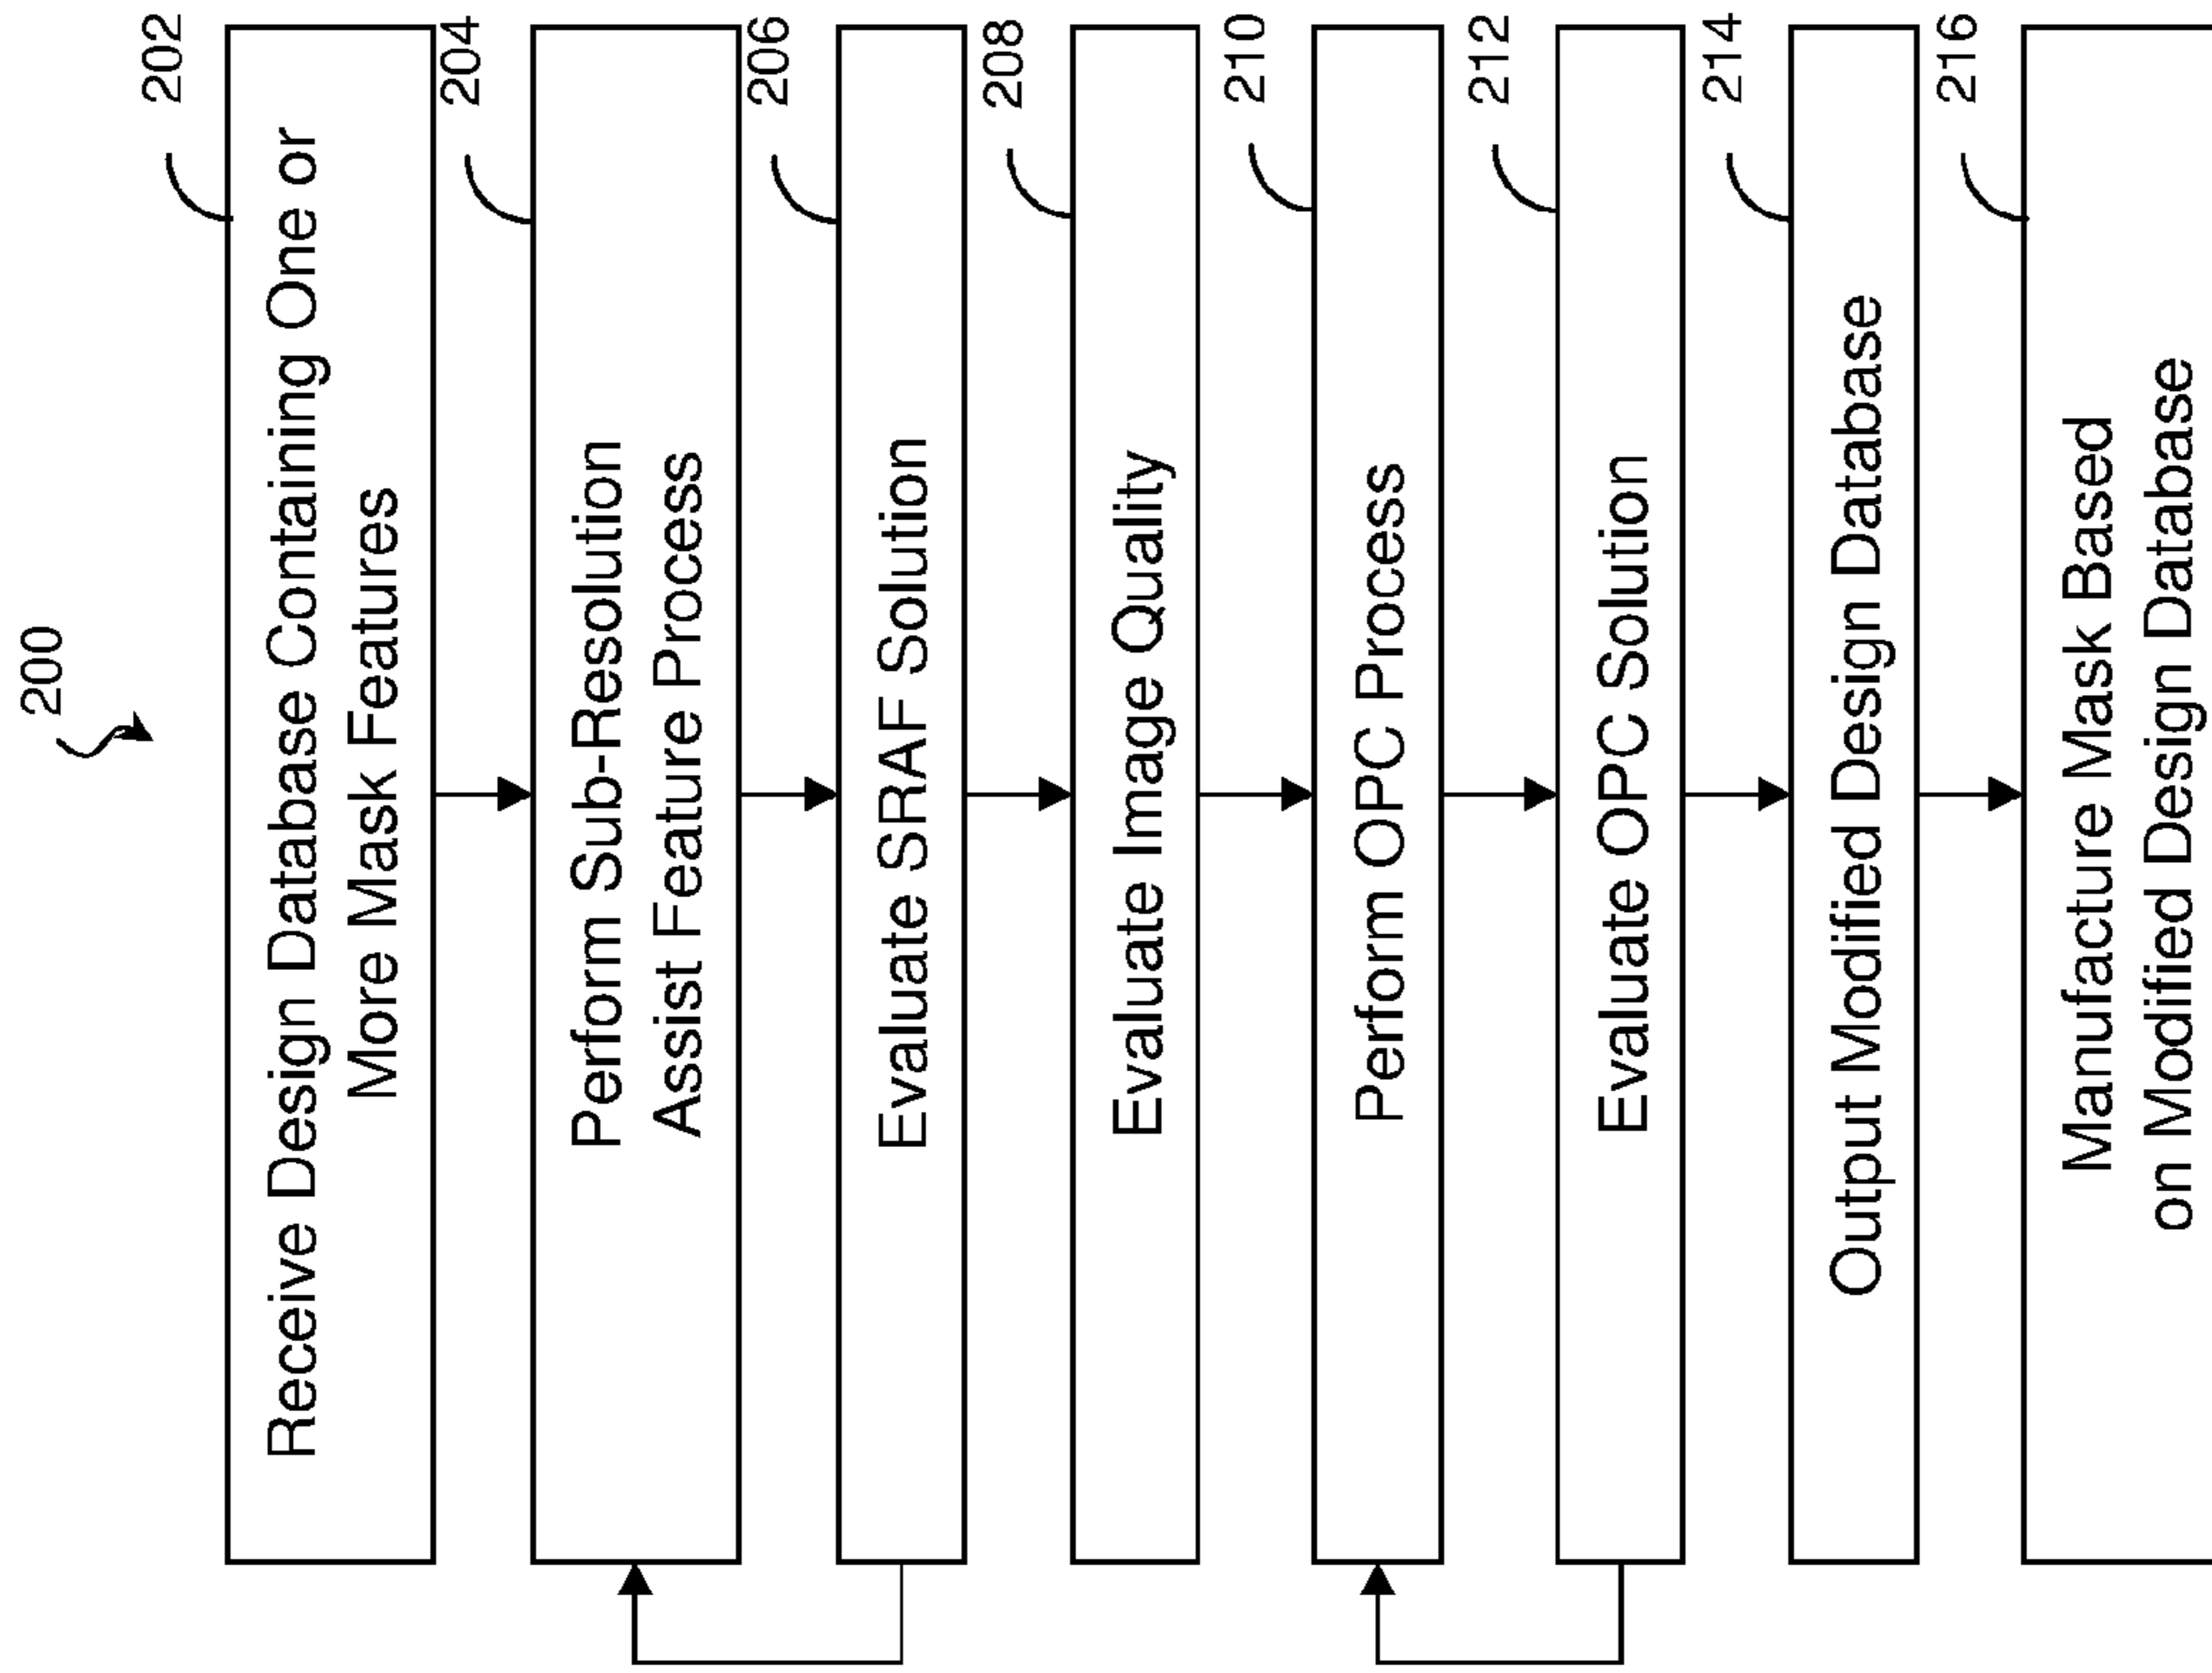 200
202
Receive Design Database Containing One or
More Mask Features
204
Perform Sub-Resolution
Assist Feature Process
206
Evaluate SRAF Solution
208
Evaluate Image Quality
210
Perform OPC Process
212
Evaluate OPC Solution
214
Output Modified Design Database
216
Manufacture Mask Based
on Modified Design Database